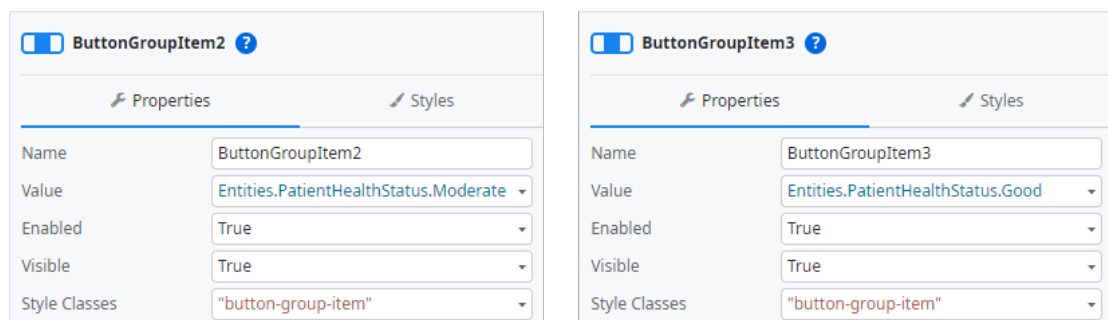 ButtonGroupItem2 ?
Properties Styles
Name ButtonGroupItem2
Value Entities.PatientHealthStatus.Moderate
Enabled True
Visible True
Style Classes "button-group-item"
ButtonGroupItem3 ?
Properties Styles
Name ButtonGroupItem3
Value Entities.PatientHealthStatus.Good
Enabled True
Visible True
Style Classes "button-group-item"